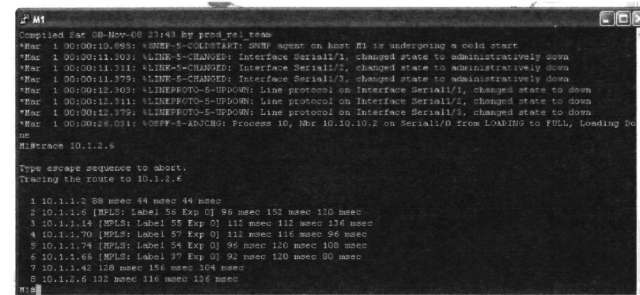 M1
Compiled Sat 08-Nov-08 23:43 by prod_rel_team
*Mar 1 00:00:10.895: %SNMP-5-COLDSTART: SNMP agent on host M1 is undergoing a cold start
*Mar 1 00:00:11.303: %LINK-5-CHANGED: Interface Serial1/1, changed state to administratively down
*Mar 1 00:00:11.311: %LINK-5-CHANGED: Interface Serial1/2, changed state to administratively down
*Mar 1 00:00:11.379: %LINK-5-CHANGED: Interface Serial1/3, changed state to administratively down
*Mar 1 00:00:12.303: %LINEPROTO-5-UPDOWN: Line protocol on Interface Serial1/1, changed state to down
*Mar 1 00:00:12.311: %LINEPROTO-5-UPDOWN: Line protocol on Interface Serial1/2, changed state to down
*Mar 1 00:00:12.379: %LINEPROTO-5-UPDOWN: Line protocol on Interface Serial1/3, changed state to down
*Mar 1 00:00:26.031: %OSPF-5-ADJCHG: Process 10, Nbr 10.10.10.2 on Serial1/0 from LOADING to FULL, Loading Do
ne
M1#trace 10.1.2.6
Type escape sequence to abort.
Tracing the route to 10.1.2.6
1 10.1.1.2 88 msec 44 msec 44 msec
2 10.1.1.6 [MPLS: Label 56 Exp 0] 96 msec 152 msec 120 msec
3 10.1.1.14 [MPLS: Label 55 Exp 0] 112 msec 112 msec 136 msec
4 10.1.1.70 [MPLS: Label 57 Exp 0] 112 msec 116 msec 96 msec
5 10.1.1.74 [MPLS: Label 54 Exp 0] 96 msec 120 msec 108 msec
6 10.1.1.66 [MPLS: Label 37 Exp 0] 92 msec 120 msec 80 msec
7 10.1.1.42 128 msec 156 msec 104 msec
8 10.1.2.6 132 msec 116 msec 136 msec
M1#